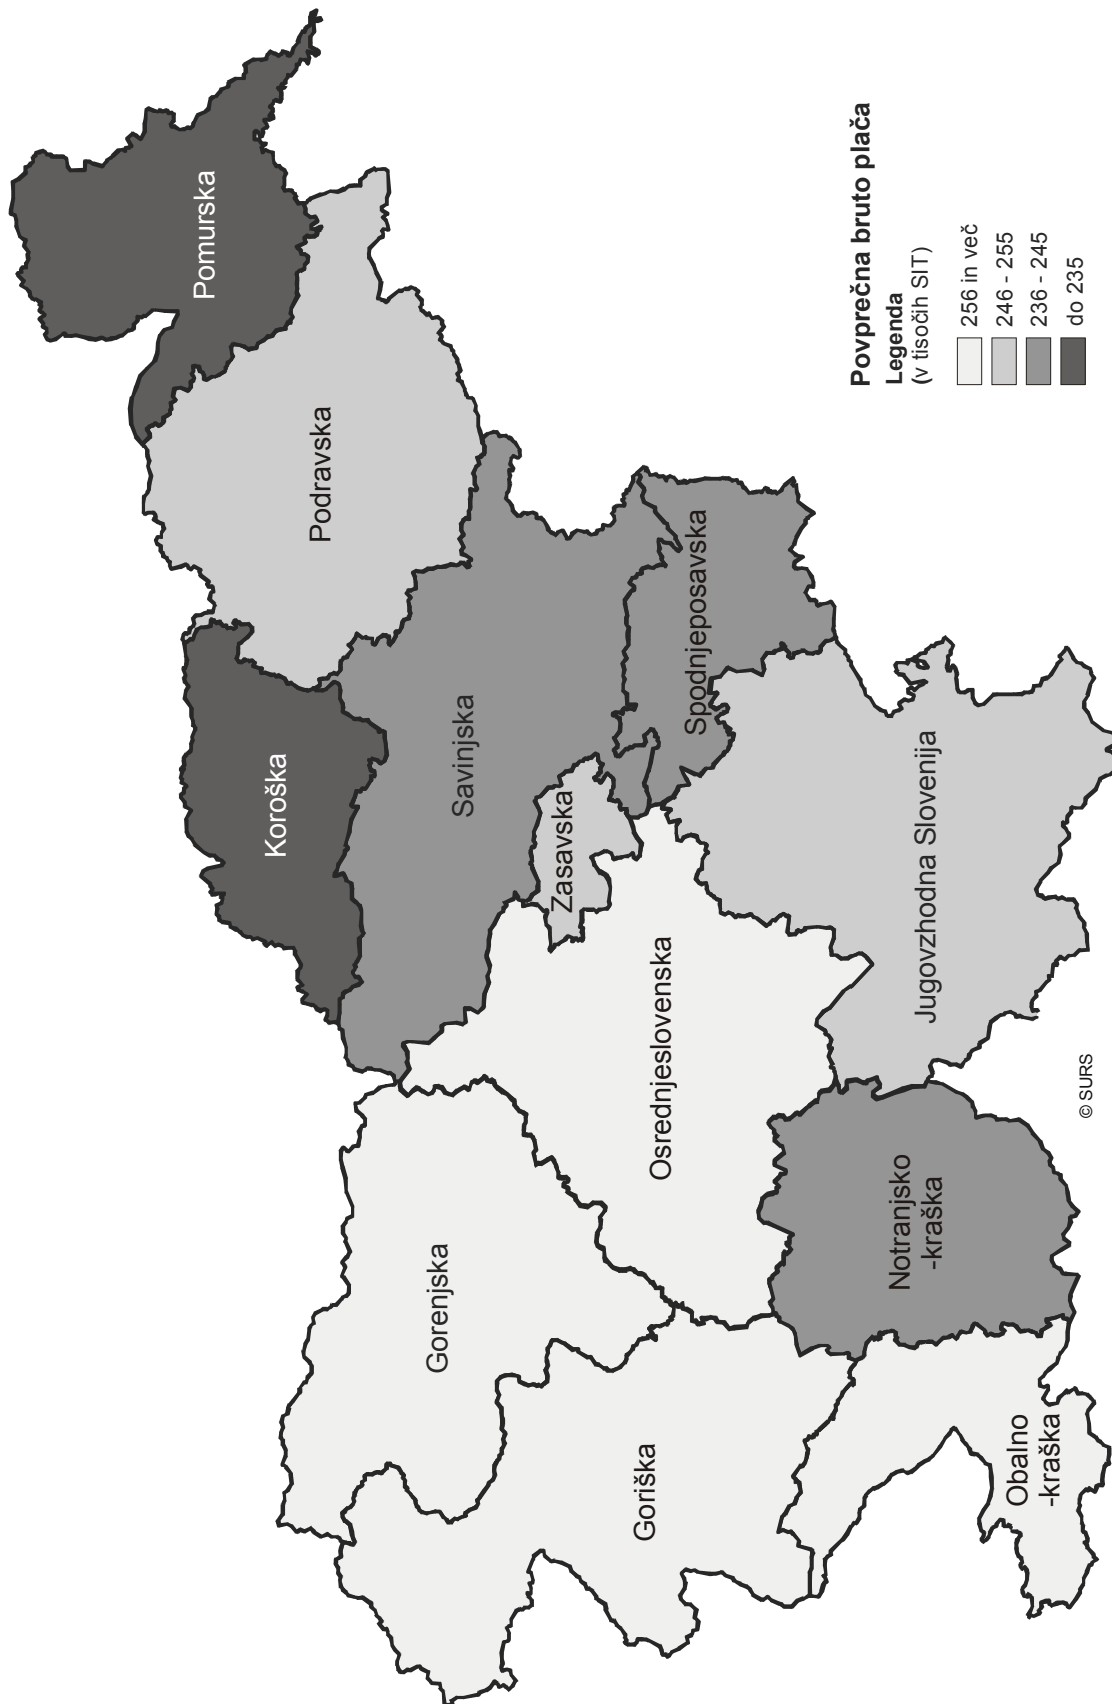 Pomurska
Podravska
Koroška
Savinjska
Zasavska
Spodnjeposavska
Gorenjska
Osrednjeslovenska
Goriška
Jugovzhodna Slovenija
Notranjsko
-kraška
Obalno
-kraška
Povprečna bruto plača
Legenda
(v tisočih SIT)
256 in več
246 - 255
236 - 245
do 235
© SURS